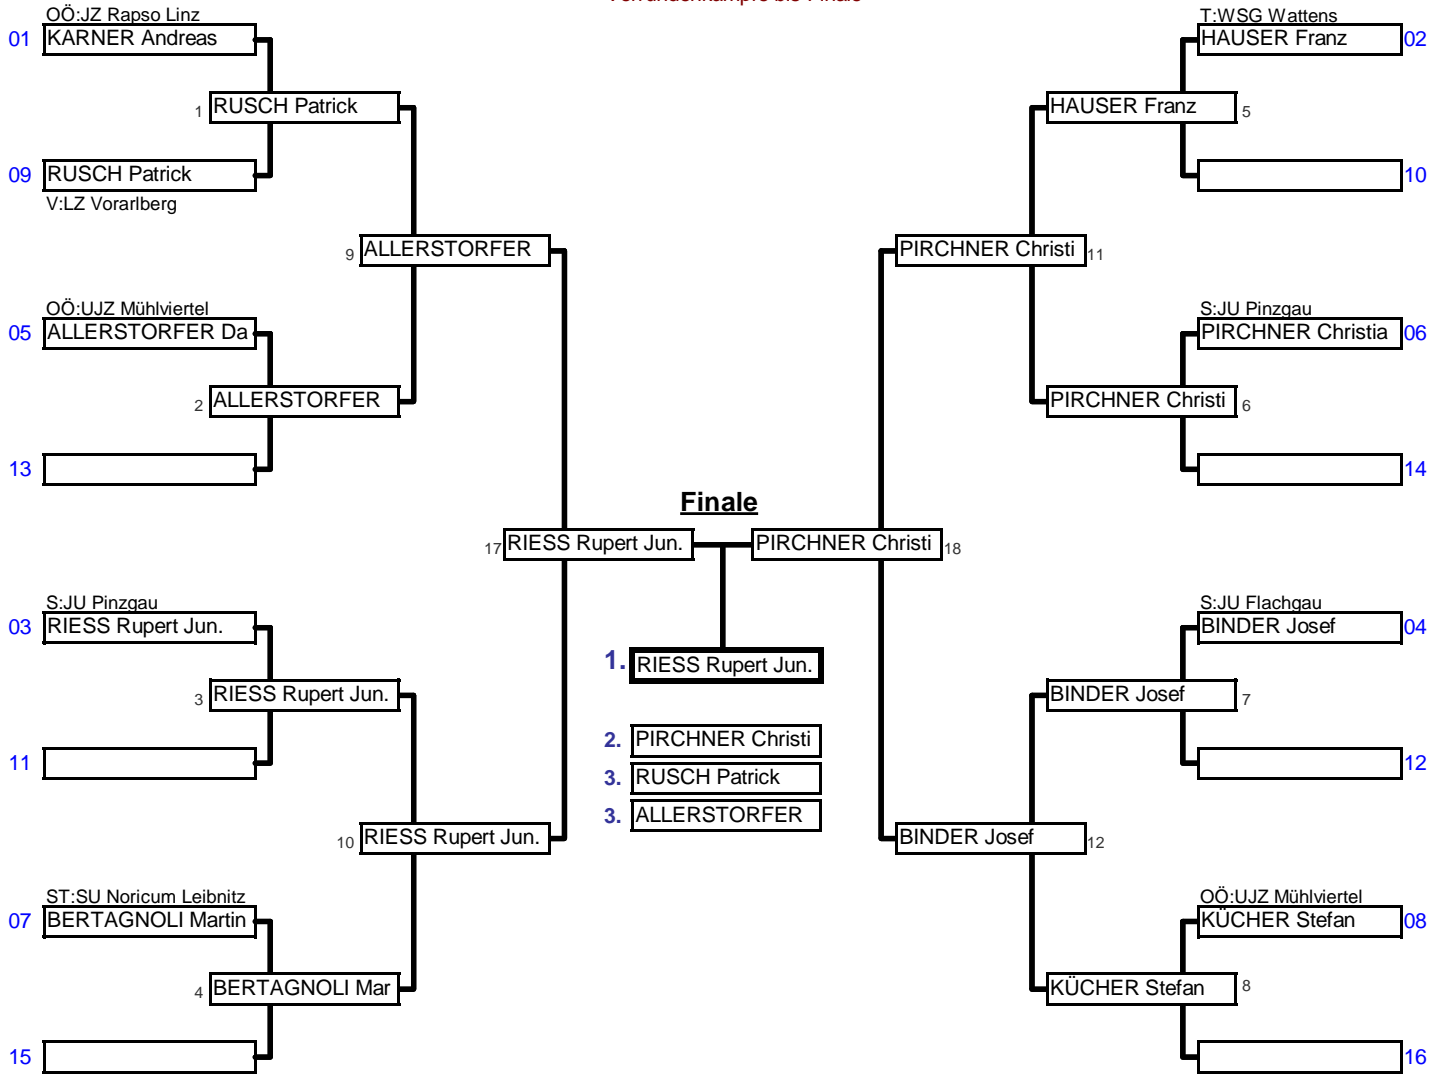 OÖ:JZ Rapso Linz
01 KARNER Andreas
1 RUSCH Patrick
09 RUSCH Patrick
V:LZ Vorarlberg
9 ALLERSTORFER
OÖ:UJZ Mühlviertel
05 ALLERSTORFER Da
2 ALLERSTORFER
13
17 RIESS Rupert Jun.
S:JU Pinzgau
03 RIESS Rupert Jun.
3 RIESS Rupert Jun.
11
10 RIESS Rupert Jun.
ST:SU Noricum Leibnitz
07 BERTAGNOLI Martin
4 BERTAGNOLI Mar
15
Finale
1. RIESS Rupert Jun.
2. PIRCHNER Christi
3. RUSCH Patrick
3. ALLERSTORFER
T:WSG Wattens
HAUSER Franz 02
HAUSER Franz 5
10
PIRCHNER Christi 11
S:JU Pinzgau
PIRCHNER Christia 06
PIRCHNER Christi 6
14
PIRCHNER Christi 18
S:JU Flachgau
BINDER Josef 04
BINDER Josef 7
12
BINDER Josef 12
OÖ:UJZ Mühlviertel
KÜCHER Stefan 08
KÜCHER Stefan 8
16